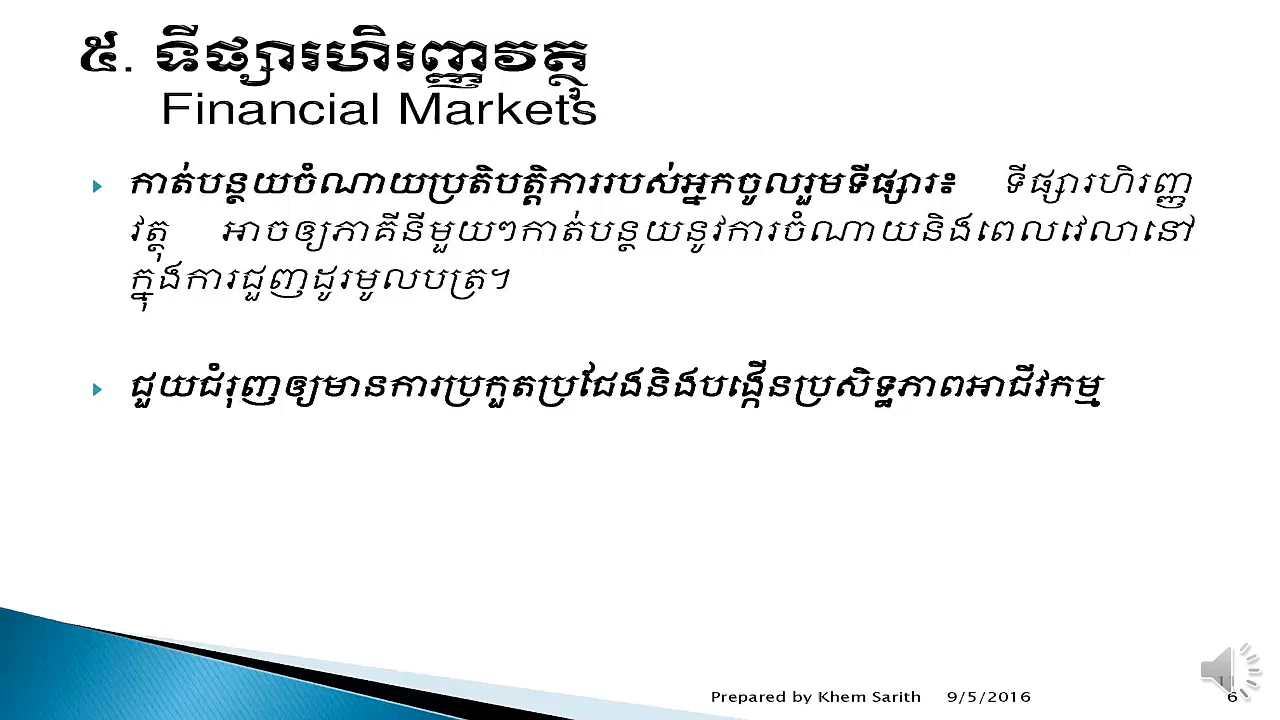 ៥. ទីផ្សារហិរញ្ញវត្ថុ
Financial Markets
កាត់បន្ថយចំណាយប្រតិបត្តិការរបស់អ្នកចូលរួមទីផ្សារ៖ ទីផ្សារហិរញ្ញ
វត្ថុ អាចឲ្យភាគីនីមួយៗកាត់បន្ថយនូវការចំណាយនិងពេលវេលានៅ
ក្នុងការជួញដូរមូលបត្រ។
ជួយជំរុញឲ្យមានការប្រកួតប្រជែងនិងបង្កើនប្រសិទ្ធភាពអាជីវកម្ម
Prepared by Khem Sarith 9/5/2016 6